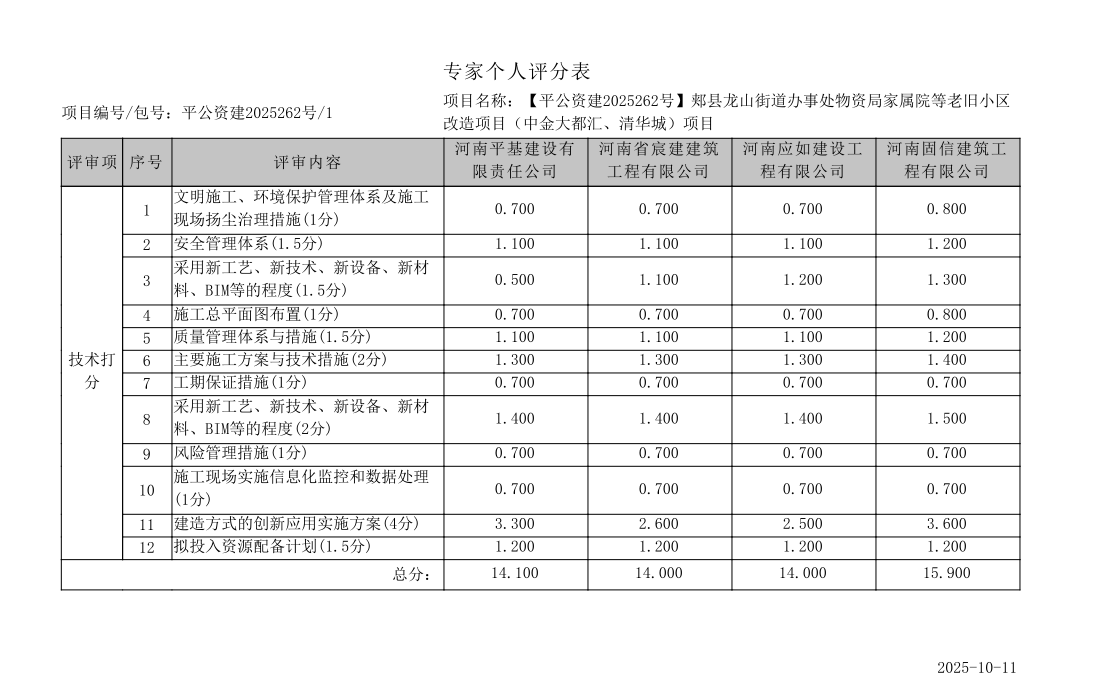 专家个人评分表
项目编号/包号：平公资建2025262号/1
项目名称：【平公资建2025262号】郏县龙山街道办事处物资局家属院等老旧小区
改造项目（中金大都汇、清华城）项目
评审项 序号 评审内容 河南平基建设有 河南省宸建建筑 河南应如建设工 河南固信建筑工
限责任公司 工程有限公司 程有限公司 程有限公司
技术打
分
1 文明施工、环境保护管理体系及施工 0.700 0.700 0.700 0.800
现场扬尘治理措施(1分)
2 安全管理体系(1.5分) 1.100 1.100 1.100 1.200
3 采用新工艺、新技术、新设备、新材 0.500 1.100 1.200 1.300
料、BIM等的程度(1.5分)
4 施工总平面图布置(1分) 0.700 0.700 0.700 0.800
5 质量管理体系与措施(1.5分) 1.100 1.100 1.100 1.200
6 主要施工方案与技术措施(2分) 1.300 1.300 1.300 1.400
7 工期保证措施(1分) 0.700 0.700 0.700 0.700
8 采用新工艺、新技术、新设备、新材 1.400 1.400 1.400 1.500
料、BIM等的程度(2分)
9 风险管理措施(1分) 0.700 0.700 0.700 0.700
10 施工现场实施信息化监控和数据处理 0.700 0.700 0.700 0.700
(1分)
11 建造方式的创新应用实施方案(4分) 3.300 2.600 2.500 3.600
12 拟投入资源配备计划(1.5分) 1.200 1.200 1.200 1.200
总分： 14.100 14.000 14.000 15.900
2025-10-11